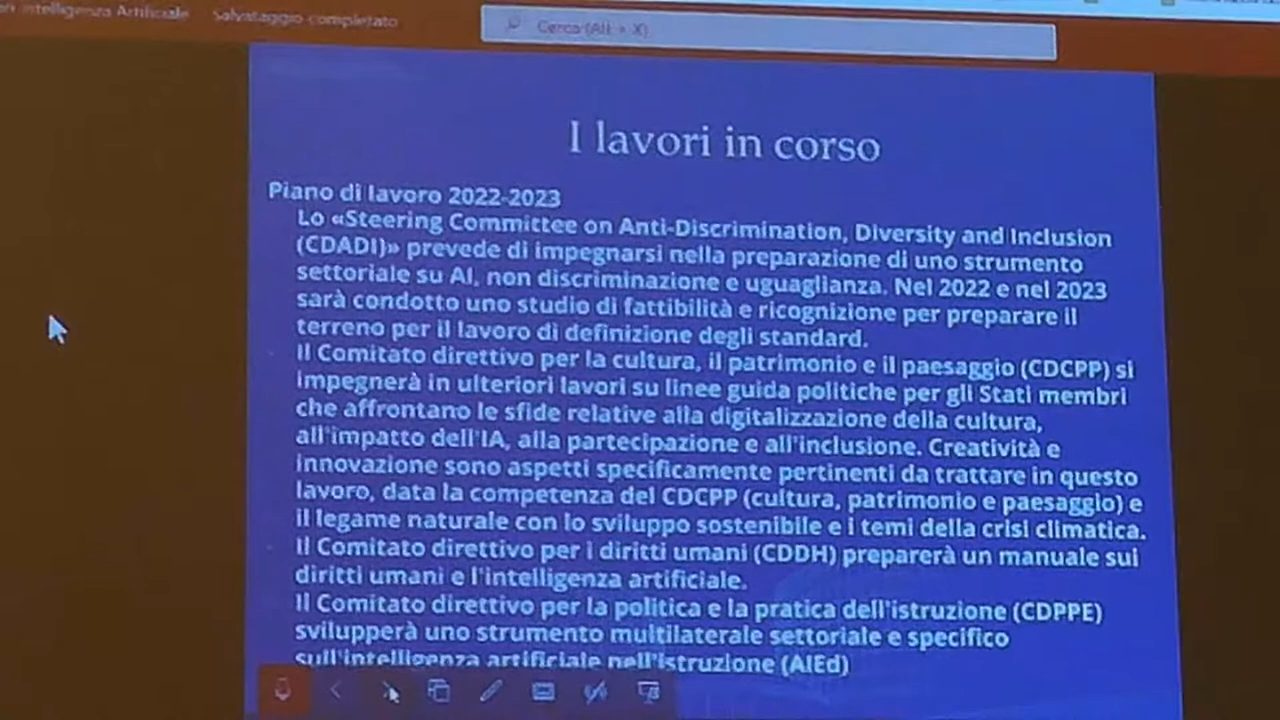 Intelligenza Artificiale Salvataggio completato
Cerca (Alt + X)
I lavori in corso
Piano di lavoro 2022-2023
Lo «Steering Committee on Anti-Discrimination, Diversity and Inclusion
(CDADI)» prevede di impegnarsi nella preparazione di uno strumento
settoriale su AI, non discriminazione e uguaglianza. Nel 2022 e nel 2023
sarà condotto uno studio di fattibilità e ricognizione per preparare il
terreno per il lavoro di definizione degli standard.
Il Comitato direttivo per la cultura, il patrimonio e il paesaggio (CDCPP) si
impegnerà in ulteriori lavori su linee guida politiche per gli Stati membri
che affrontano le sfide relative alla digitalizzazione della cultura,
all'impatto dell'IA, alla partecipazione e all'inclusione. Creatività e
innovazione sono aspetti specificamente pertinenti da trattare in questo
lavoro, data la competenza del CDCPP (cultura, patrimonio e paesaggio) e
il legame naturale con lo sviluppo sostenibile e i temi della crisi climatica.
Il Comitato direttivo per i diritti umani (CDDH) preparerà un manuale sui
diritti umani e l'intelligenza artificiale.
Il Comitato direttivo per la politica e la pratica dell'istruzione (CDPPE)
svilupperà uno strumento multilaterale settoriale e specifico
sull'intelligenza artificiale nell'istruzione (AIEd)